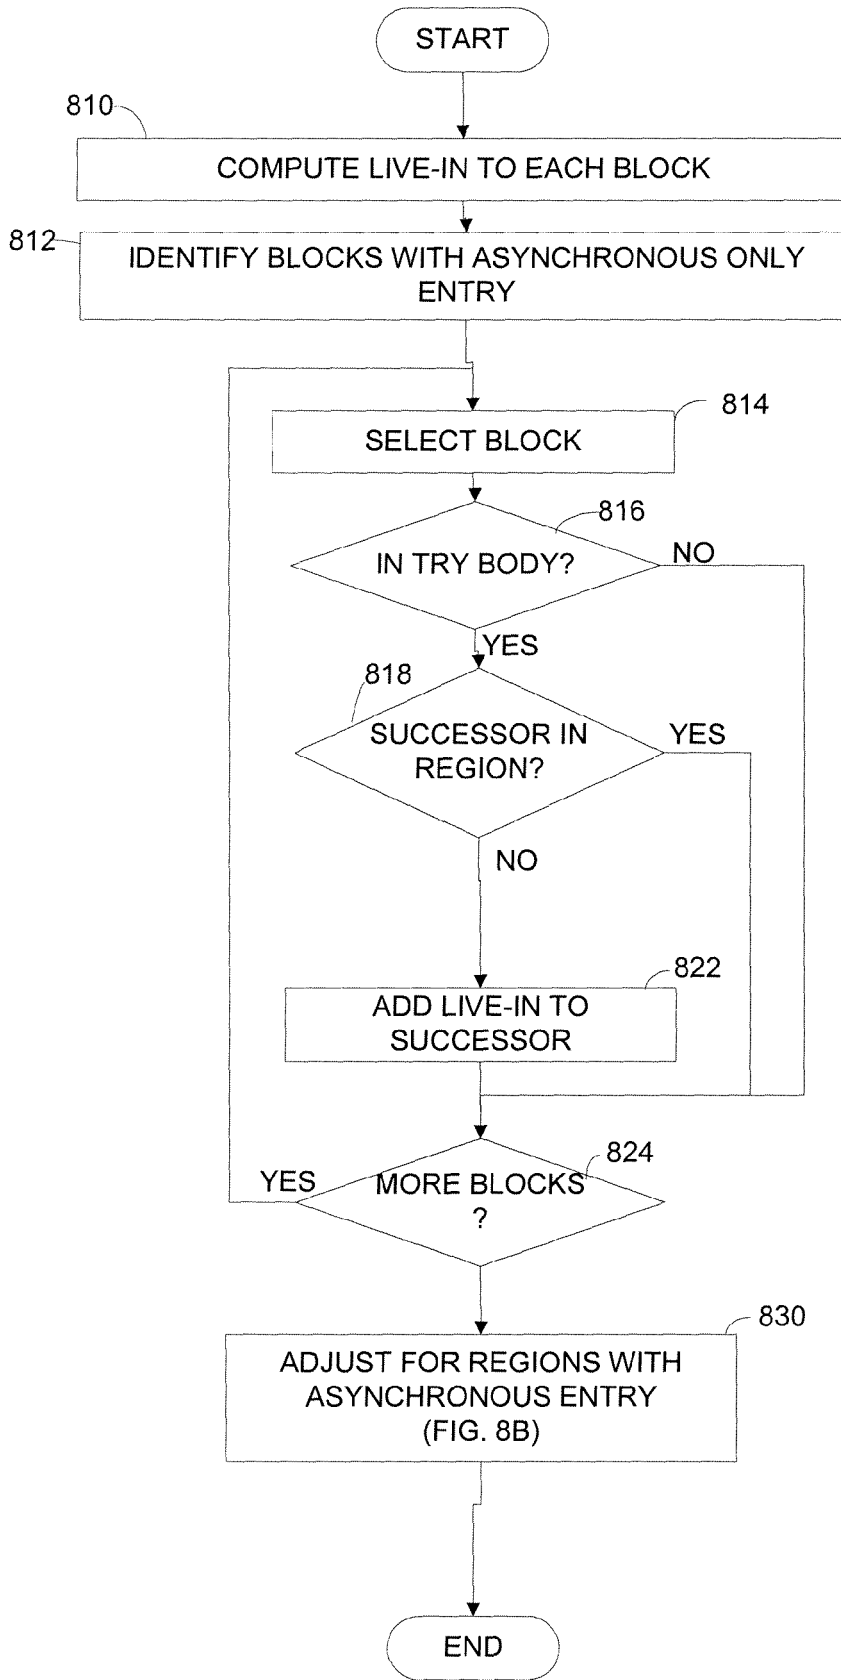 START
810
COMPUTE LIVE-IN TO EACH BLOCK
812
IDENTIFY BLOCKS WITH ASYNCHRONOUS ONLY
ENTRY
814
SELECT BLOCK
816
IN TRY BODY?
NO
YES
818
SUCCESSOR IN
REGION?
YES
NO
822
ADD LIVE-IN TO
SUCCESSOR
824
YES
MORE BLOCKS
?
830
ADJUST FOR REGIONS WITH
ASYNCHRONOUS ENTRY
(FIG. 8B)
END